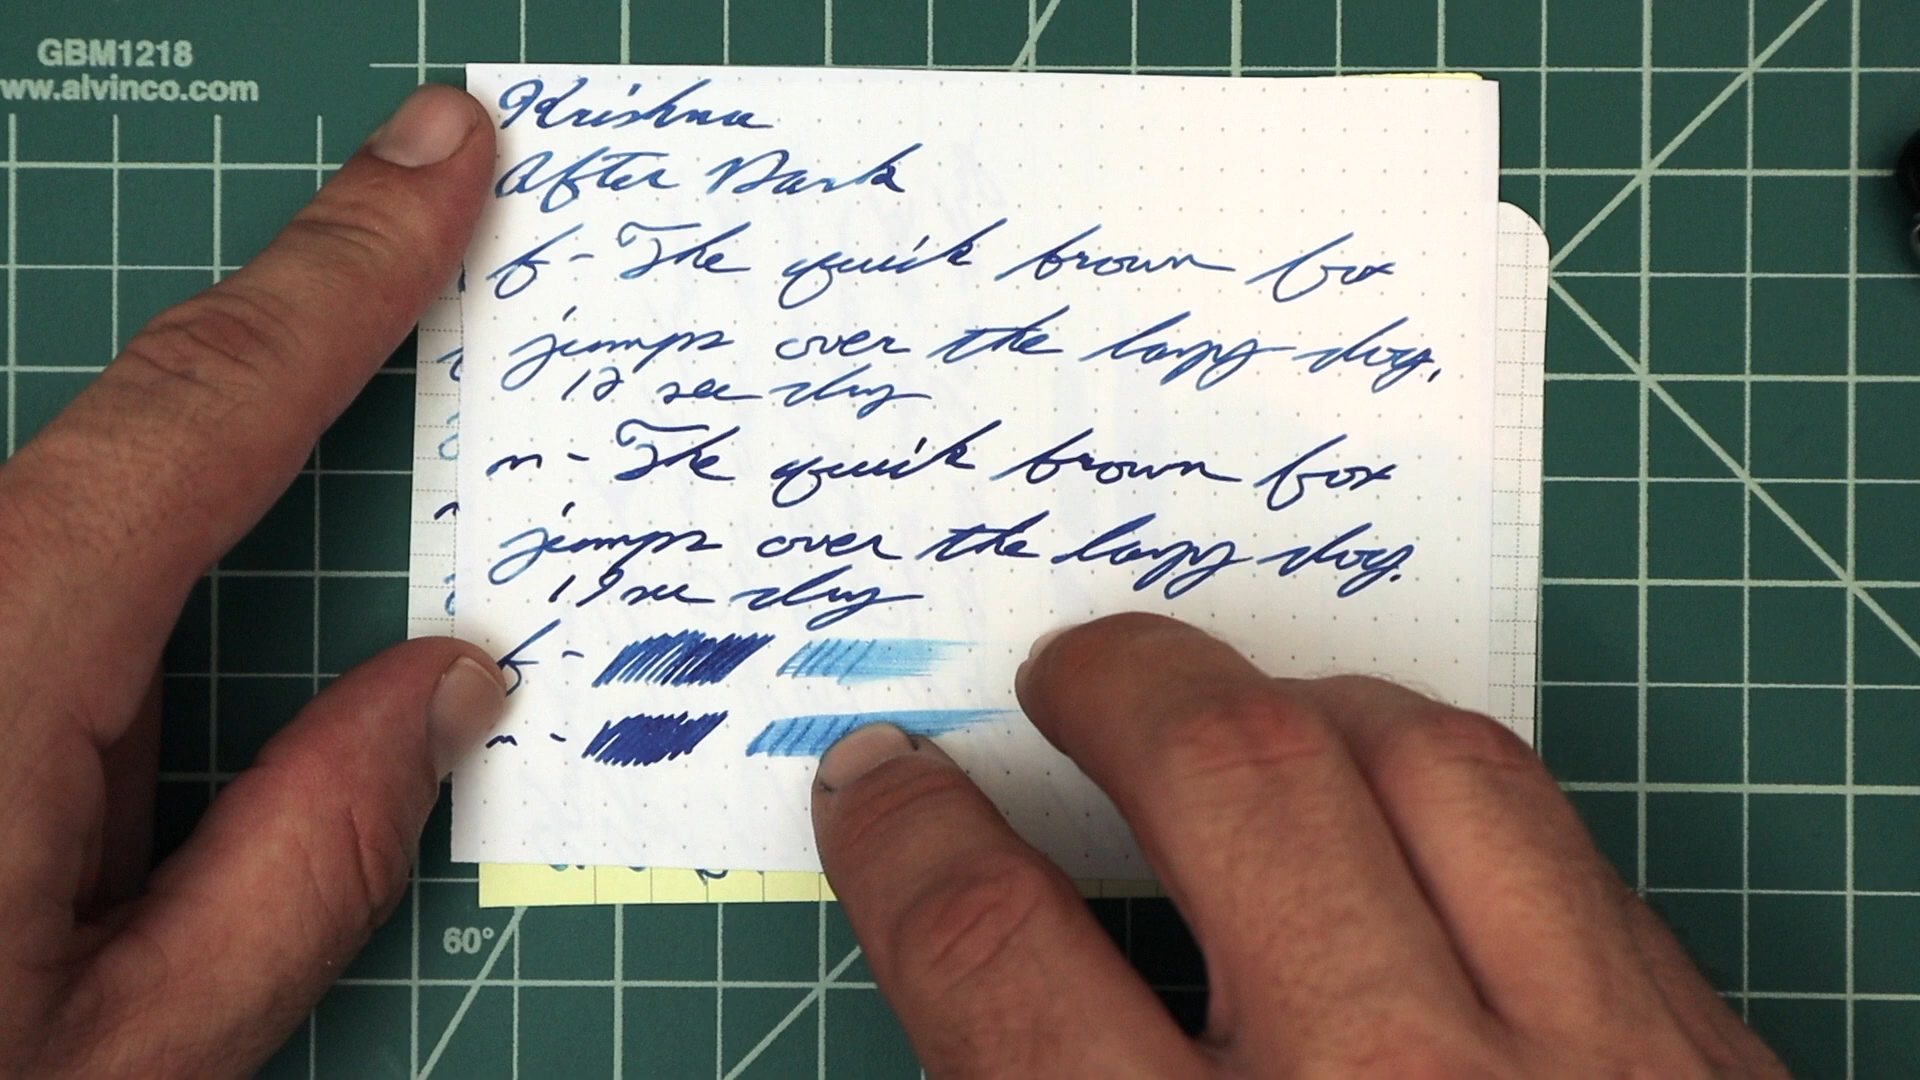 GBM1218
ww.alvinco.com
Krishna
After Dark
f - The quick brown fox
jumps over the lazy dog.
12 sec dry
m - The quick brown fox
jumps over the lazy dog.
19 sec dry
f -
m -
60°